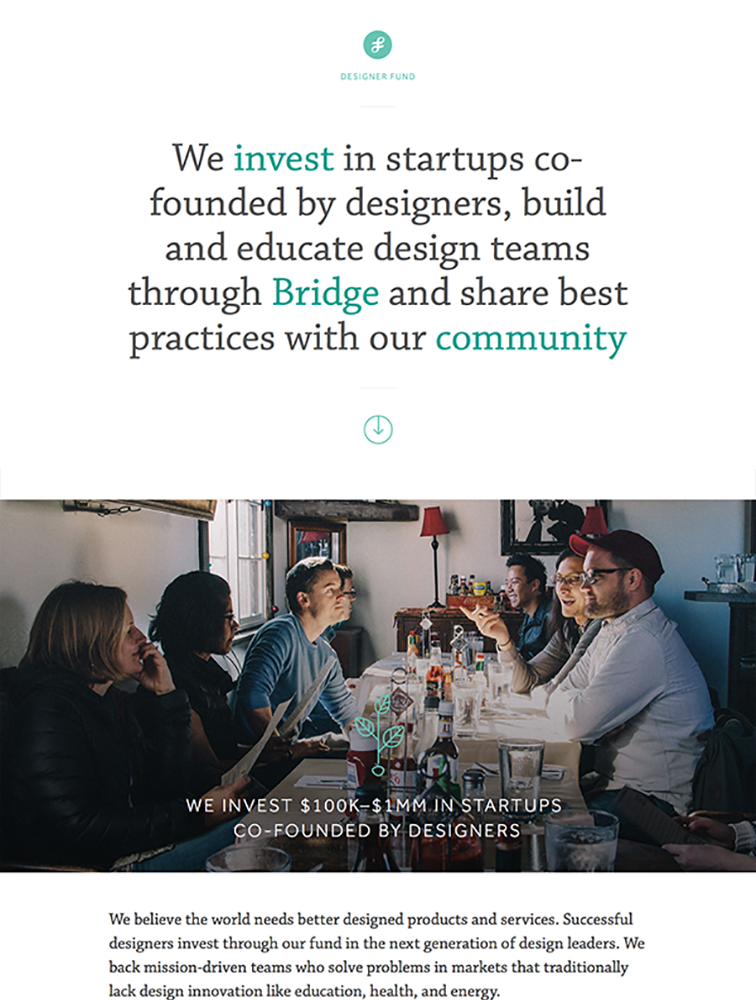 DESIGNER FUND
We invest in startups co-
founded by designers, build
and educate design teams
through Bridge and share best
practices with our community
WE INVEST $100K–$1MM IN STARTUPS
CO-FOUNDED BY DESIGNERS
We believe the world needs better designed products and services. Successful
designers invest through our fund in the next generation of design leaders. We
back mission-driven teams who solve problems in markets that traditionally
lack design innovation like education, health, and energy.